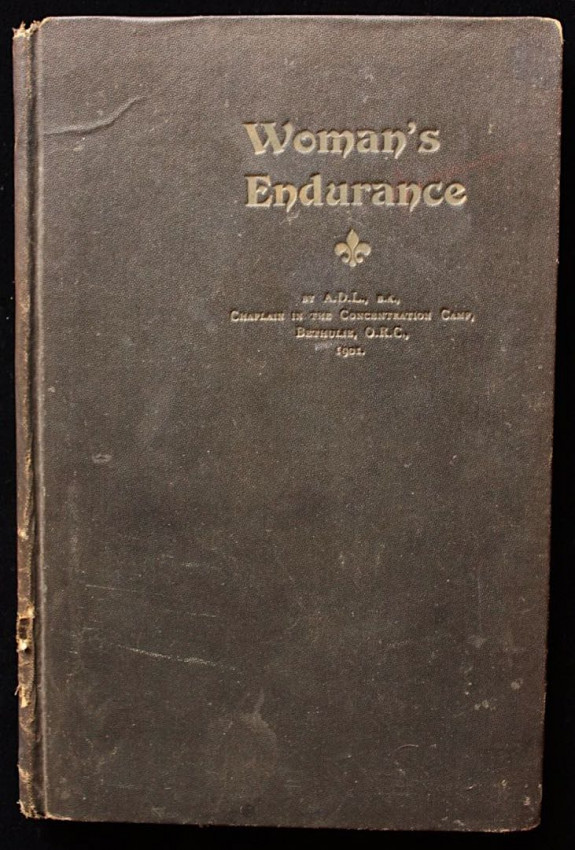 Woman's
Endurance
BY A.D.L., B.A.,
CHAPLAIN IN THE CONCENTRATION CAMP,
BETHULIE, O.R.C.,
1901.